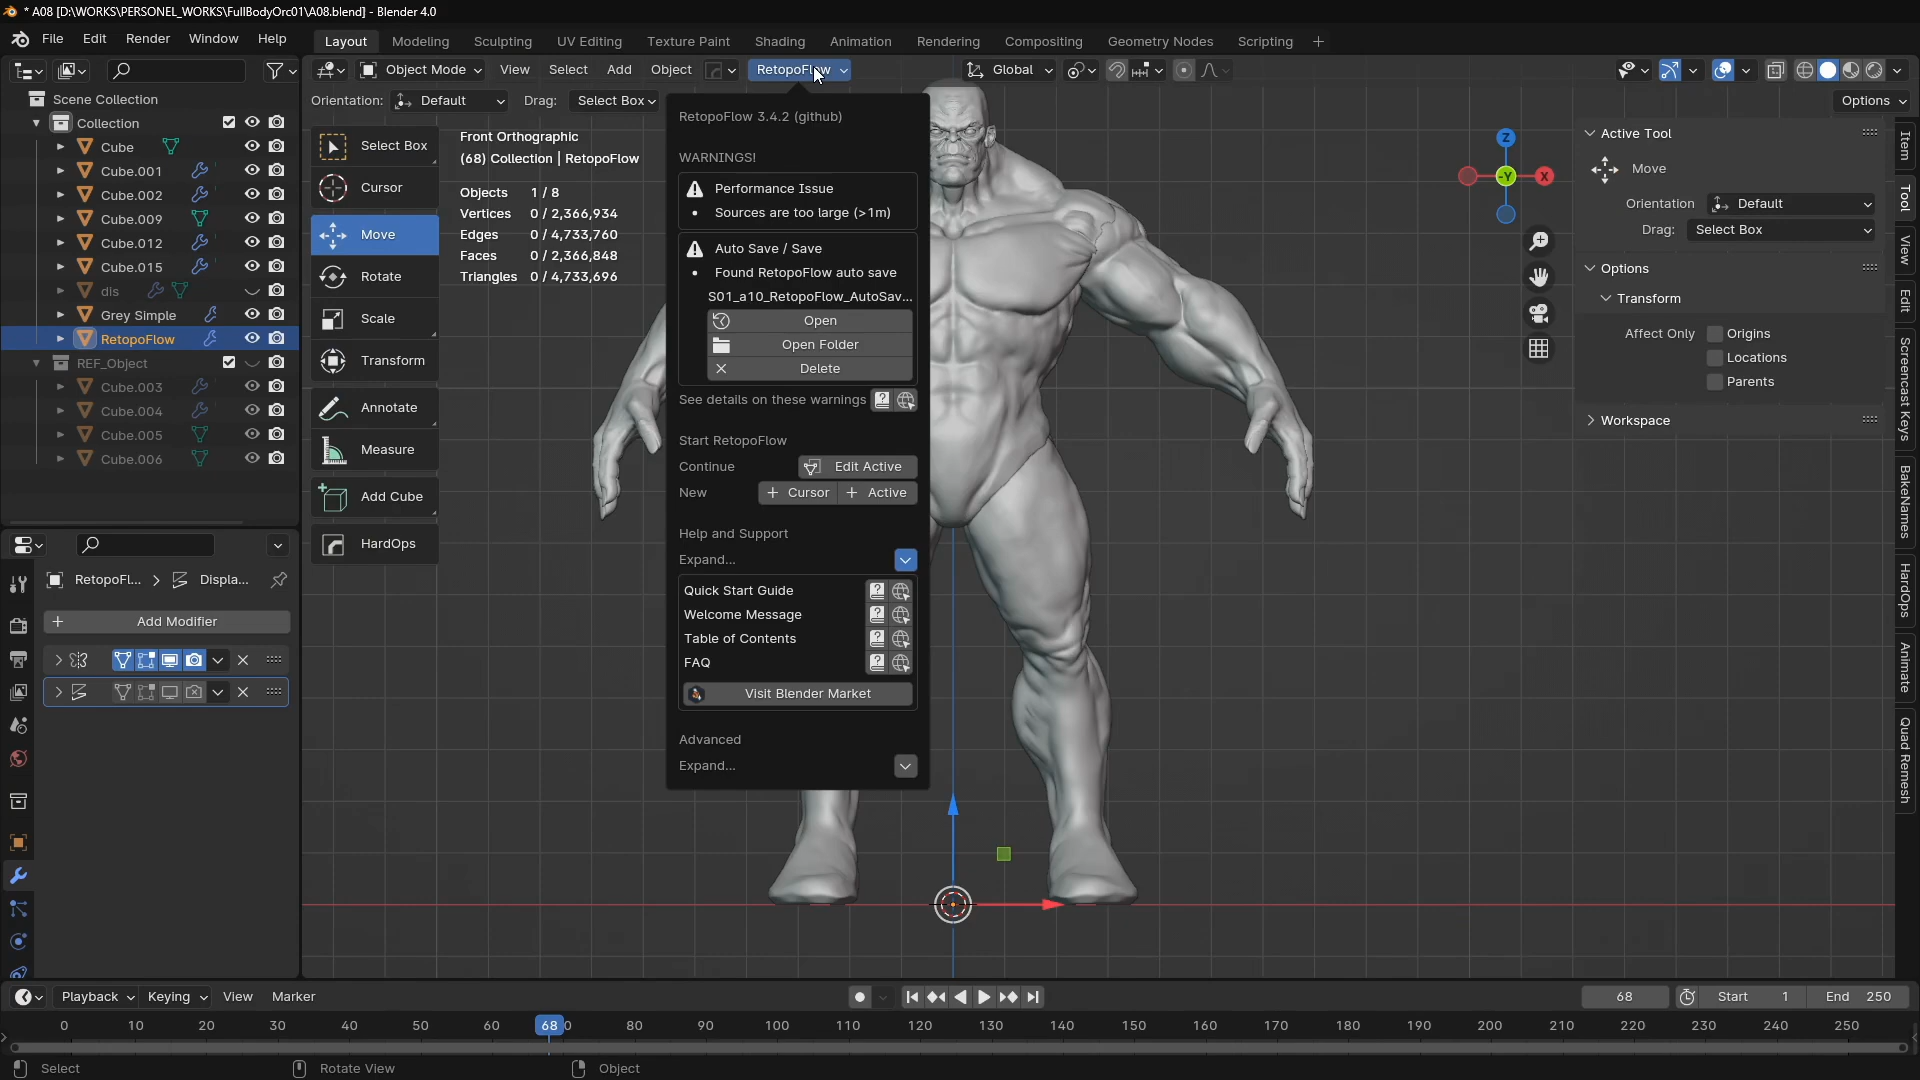 * A08 [D:\WORKS\PERSONEL_WORKS\FullBodyOrc01\A08.blend] - Blender 4.0
File Edit Render Window Help
Layout Modeling Sculpting UV Editing Texture Paint Shading Animation Rendering Compositing Geometry Nodes Scripting
Object Mode View Select Add Object RetopoFlow Global
Orientation: Default Drag: Select Box Options
Scene Collection
Collection
Cube
Cube.001
Cube.002
Cube.009
Cube.012
Cube.015
dis
Grey Simple
RetopoFlow
REF_Object
Cube.003
Cube.004
Cube.005
Cube.006
RetopoFl... Displa...
Add Modifier
Select Box
Cursor
Move
Rotate
Scale
Transform
Annotate
Measure
Add Cube
HardOps
Front Orthographic
(68) Collection | RetopoFlow
Objects 1 / 8
Vertices 0 / 2,366,934
Edges 0 / 4,733,760
Faces 0 / 2,366,848
Triangles 0 / 4,733,696
RetopoFlow 3.4.2 (github)
WARNINGS!
Performance Issue
• Sources are too large (>1m)
Auto Save / Save
• Found RetopoFlow auto save
S01_a10_RetopoFlow_AutoSav...
Open
Open Folder
Delete
See details on these warnings
Start RetopoFlow
Continue Edit Active
New + Cursor + Active
Help and Support
Expand...
Quick Start Guide
Welcome Message
Table of Contents
FAQ
Visit Blender Market
Advanced
Expand...
Z
-Y
X
Active Tool
Move
Orientation Default
Drag: Select Box
Options
Transform
Affect Only Origins
Locations
Parents
Workspace
Item
Tool
View
Edit
Screencast Keys
BakeNames
HardOps
Animate
Quad Remesh
Playback Keying View Marker
68 Start 1 End 250
0 10 20 30 40 50 60 68 0 80 90 100 110 120 130 140 150 160 170 180 190 200 210 220 230 240 250
Select Rotate View Object